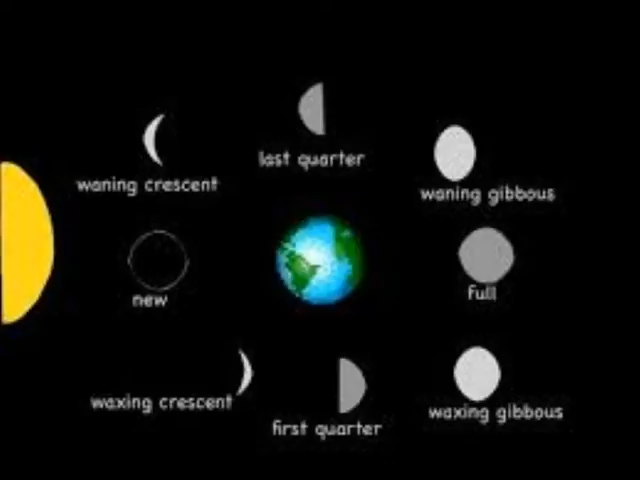 last quarter
waning crescent
waning gibbous
new
full
waxing crescent
waxing gibbous
first quarter